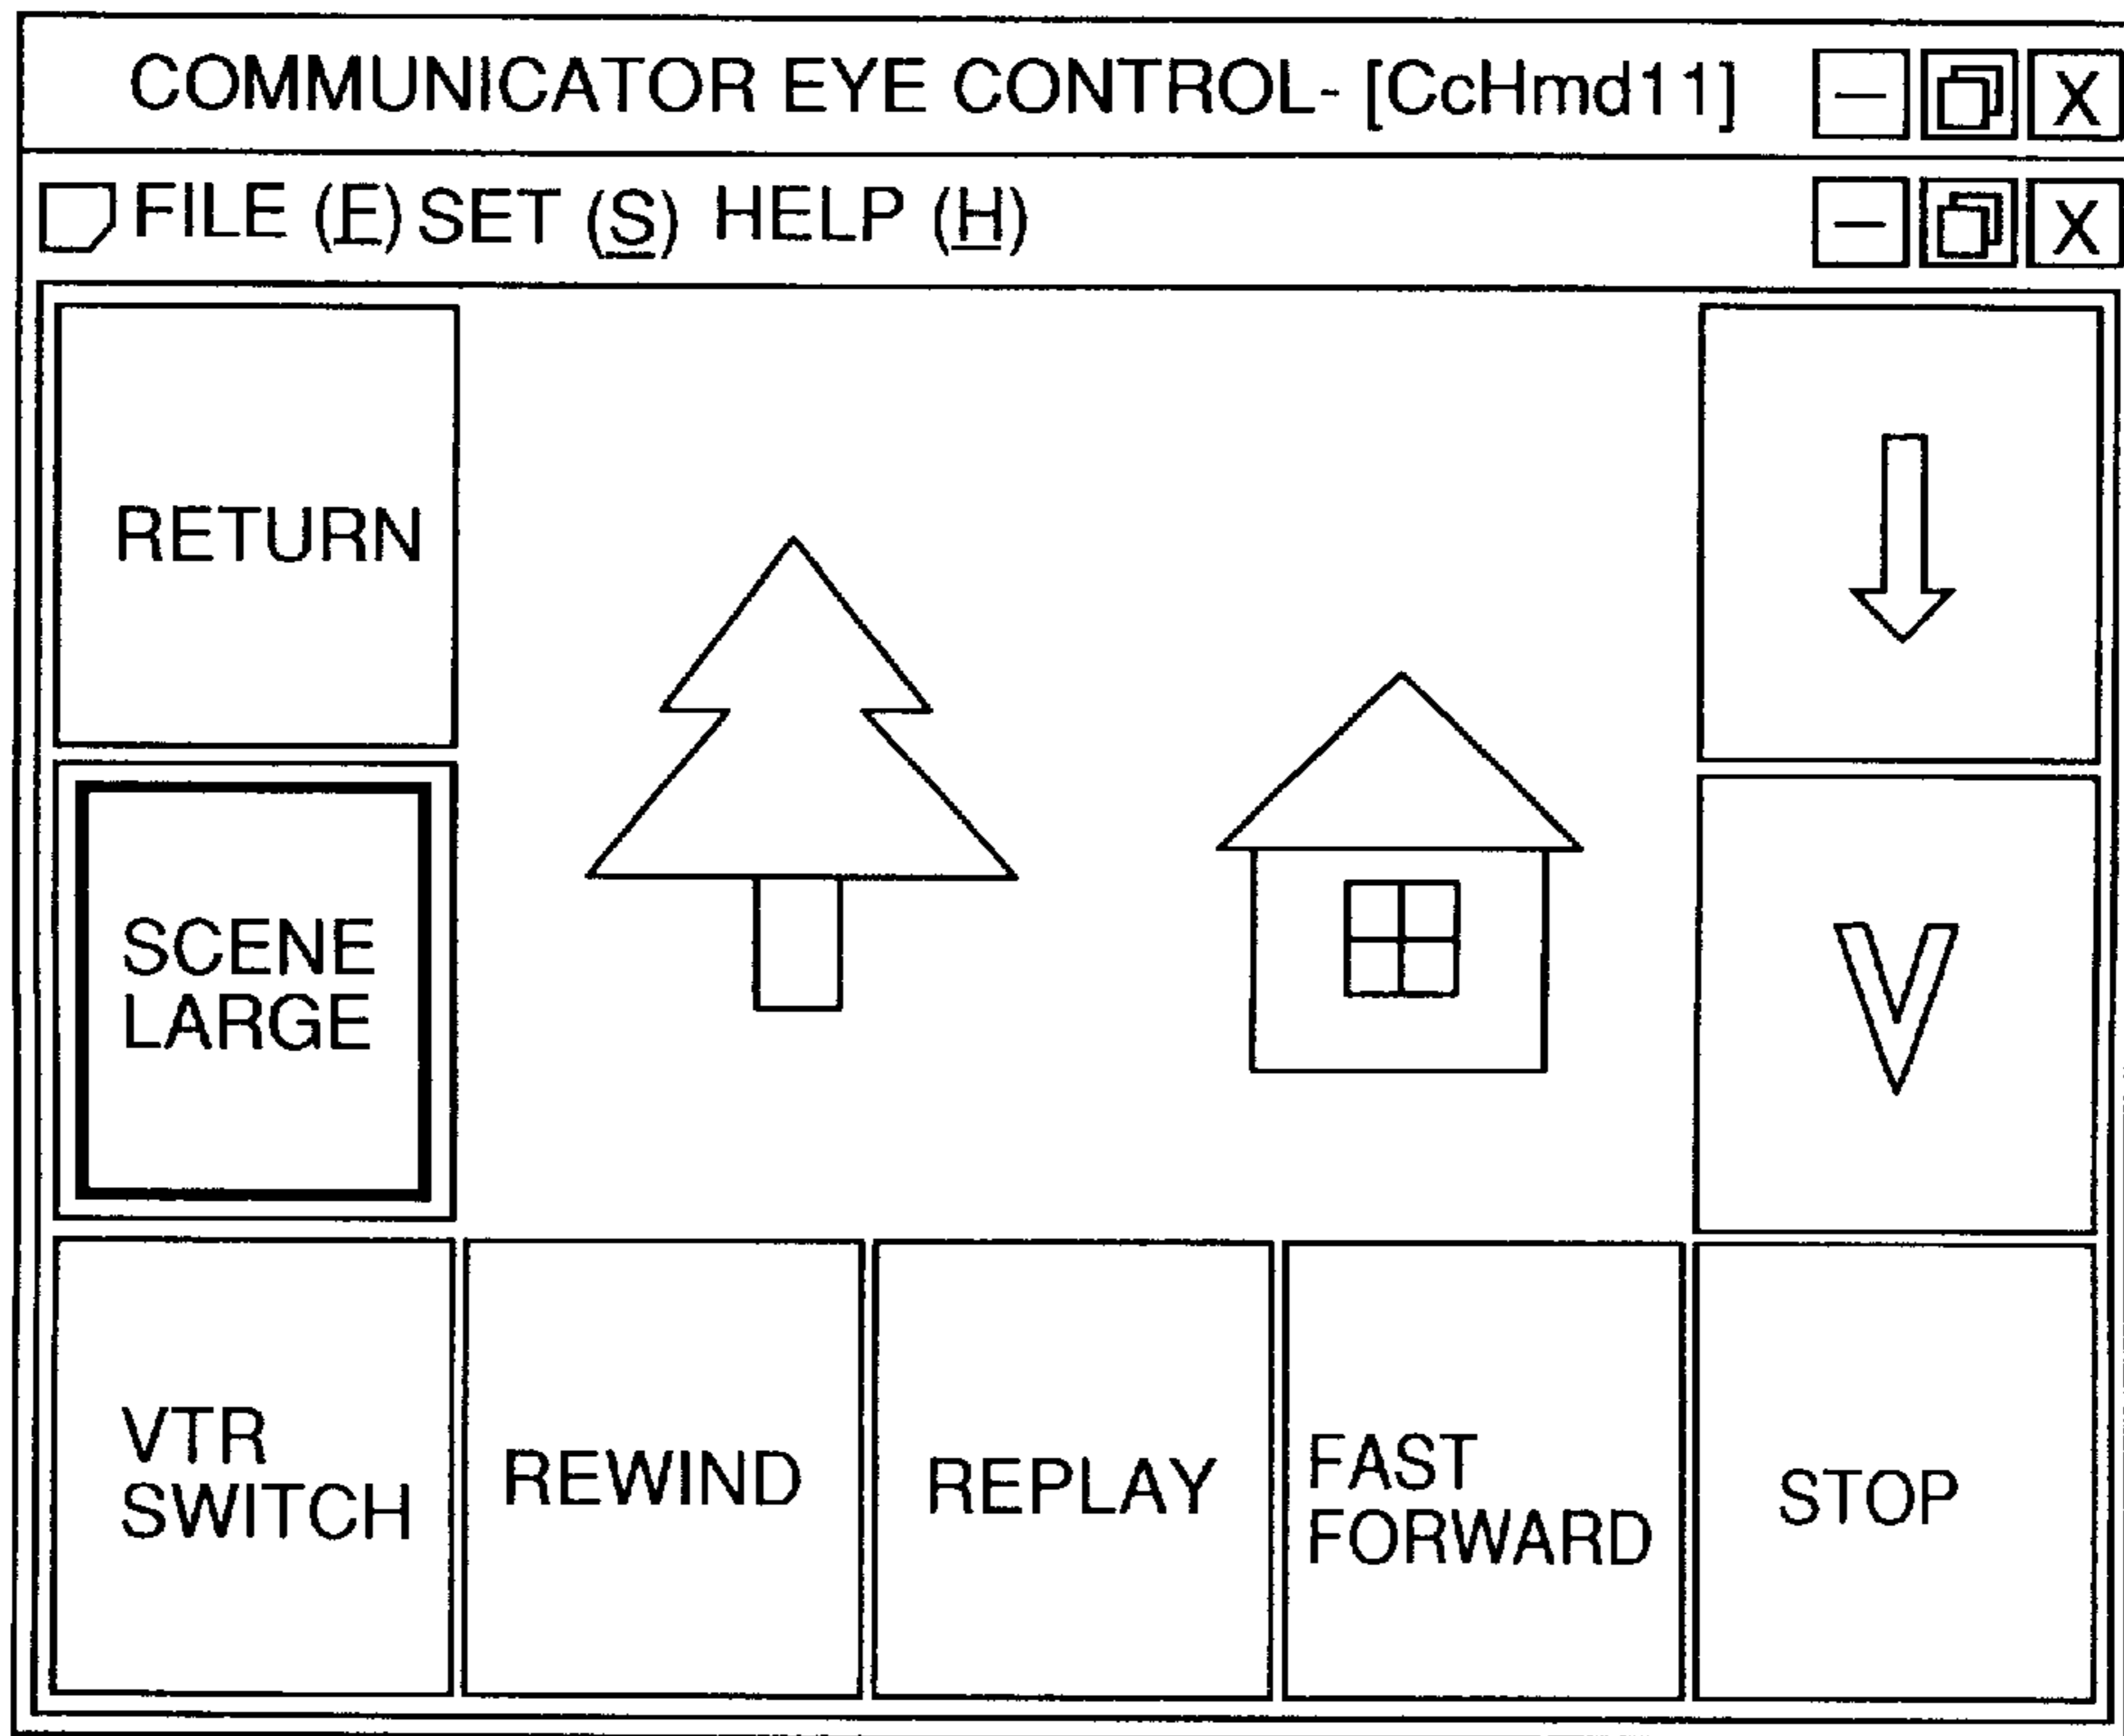 COMMUNICATOR EYE CONTROL- [CcHmd11]
FILE (F) SET (S) HELP (H)
RETURN
SCENE
LARGE
V
VTR
SWITCH
REWIND
REPLAY
FAST
FORWARD
STOP